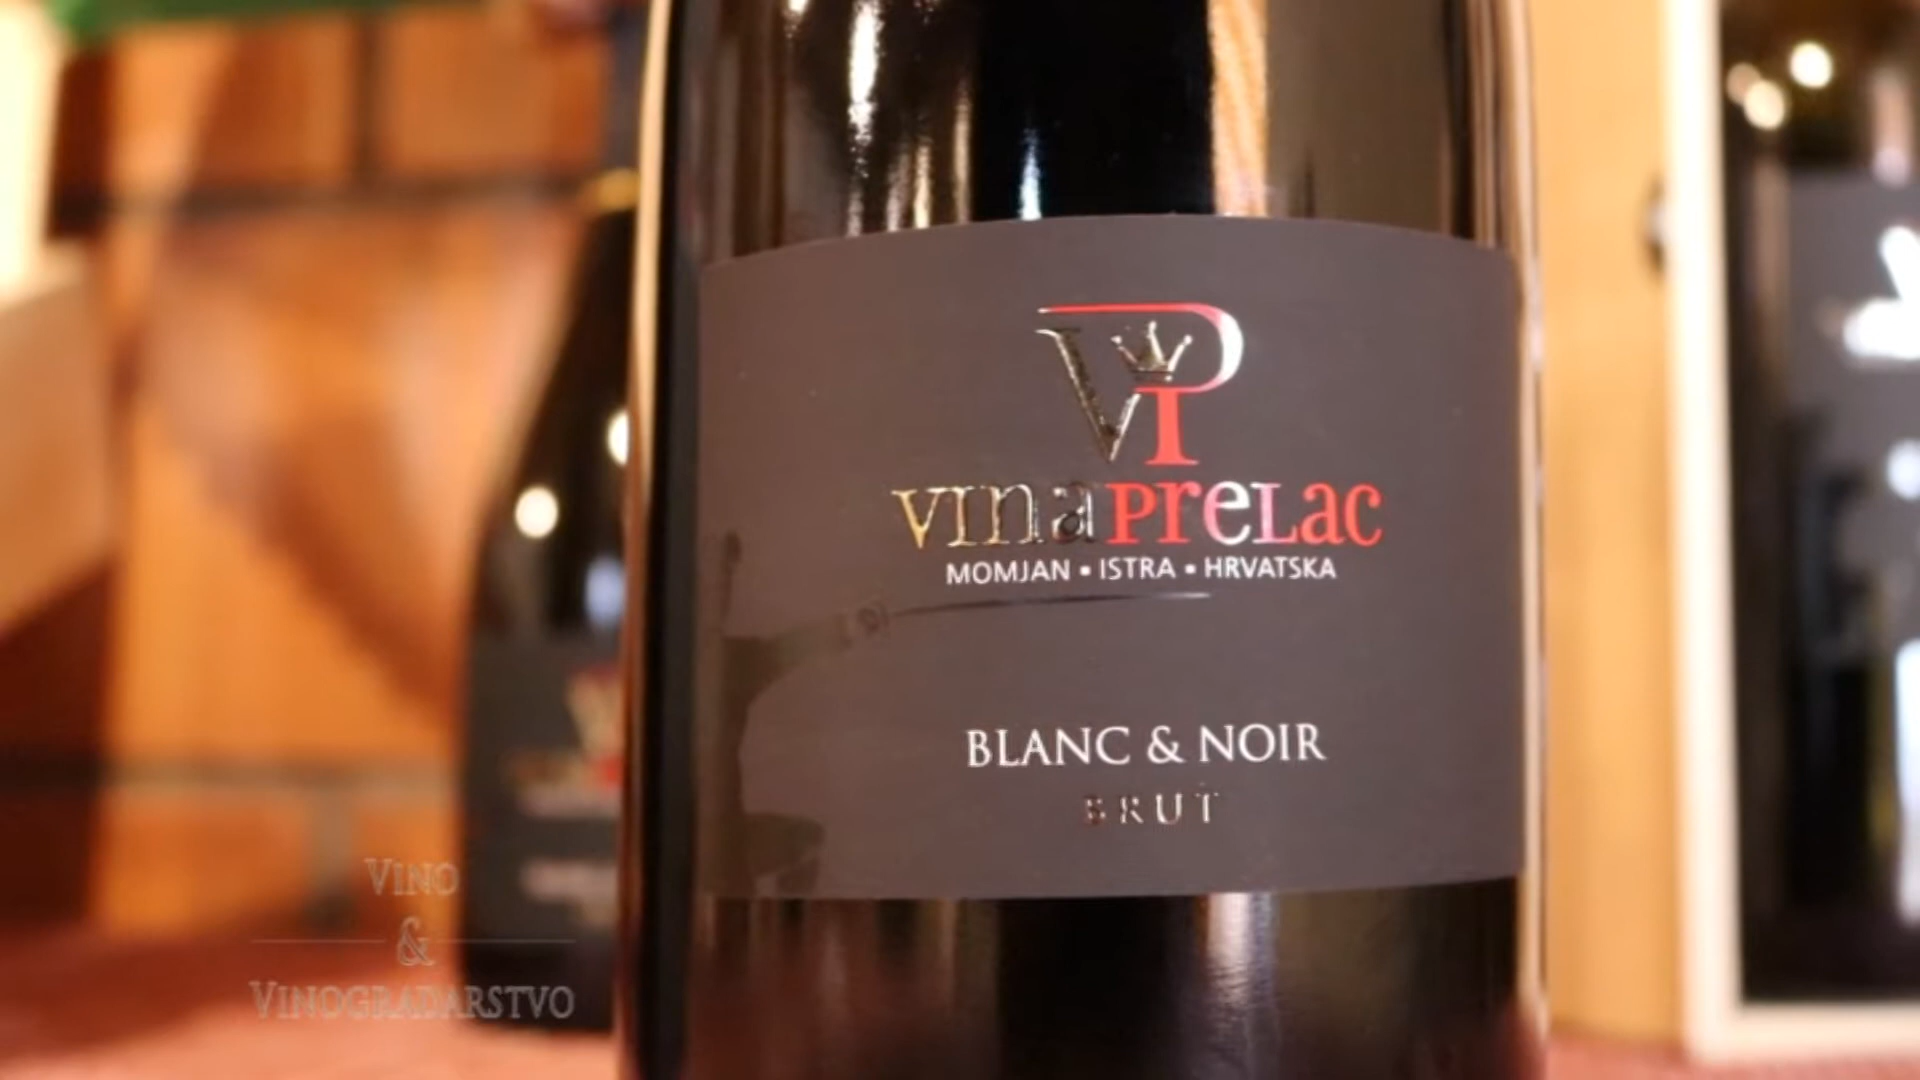 VP
vinaPreLac
MOMJAN • ISTRA • HRVATSKA
BLANC & NOIR
BRUT
VINO
&
VINOGRADARSTVO